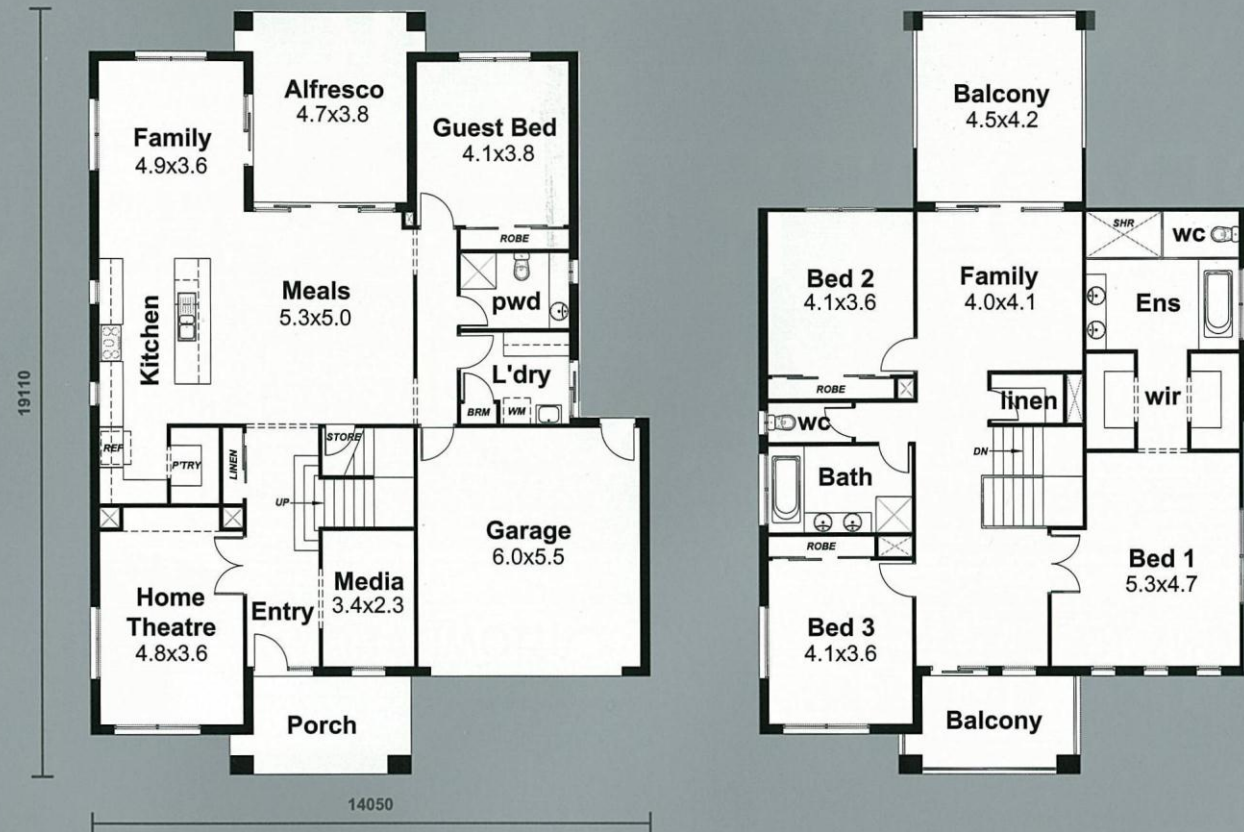 Alfresco
4.7x3.8
Family
4.9x3.6
Guest Bed
4.1x3.8
ROBE
pwd
Meals
5.3x5.0
Kitchen
L'dry
BRM
WM
REF
P'TRY
LINEN
STORE
UP
Garage
6.0x5.5
Home
Theatre
4.8x3.6
Entry
Media
3.4x2.3
Porch
19110
14050
Balcony
4.5x4.2
SHR
wc
Bed 2
4.1x3.6
Family
4.0x4.1
Ens
ROBE
linen
wir
wc
DN
Bath
ROBE
Bed 1
5.3x4.7
Bed 3
4.1x3.6
Balcony